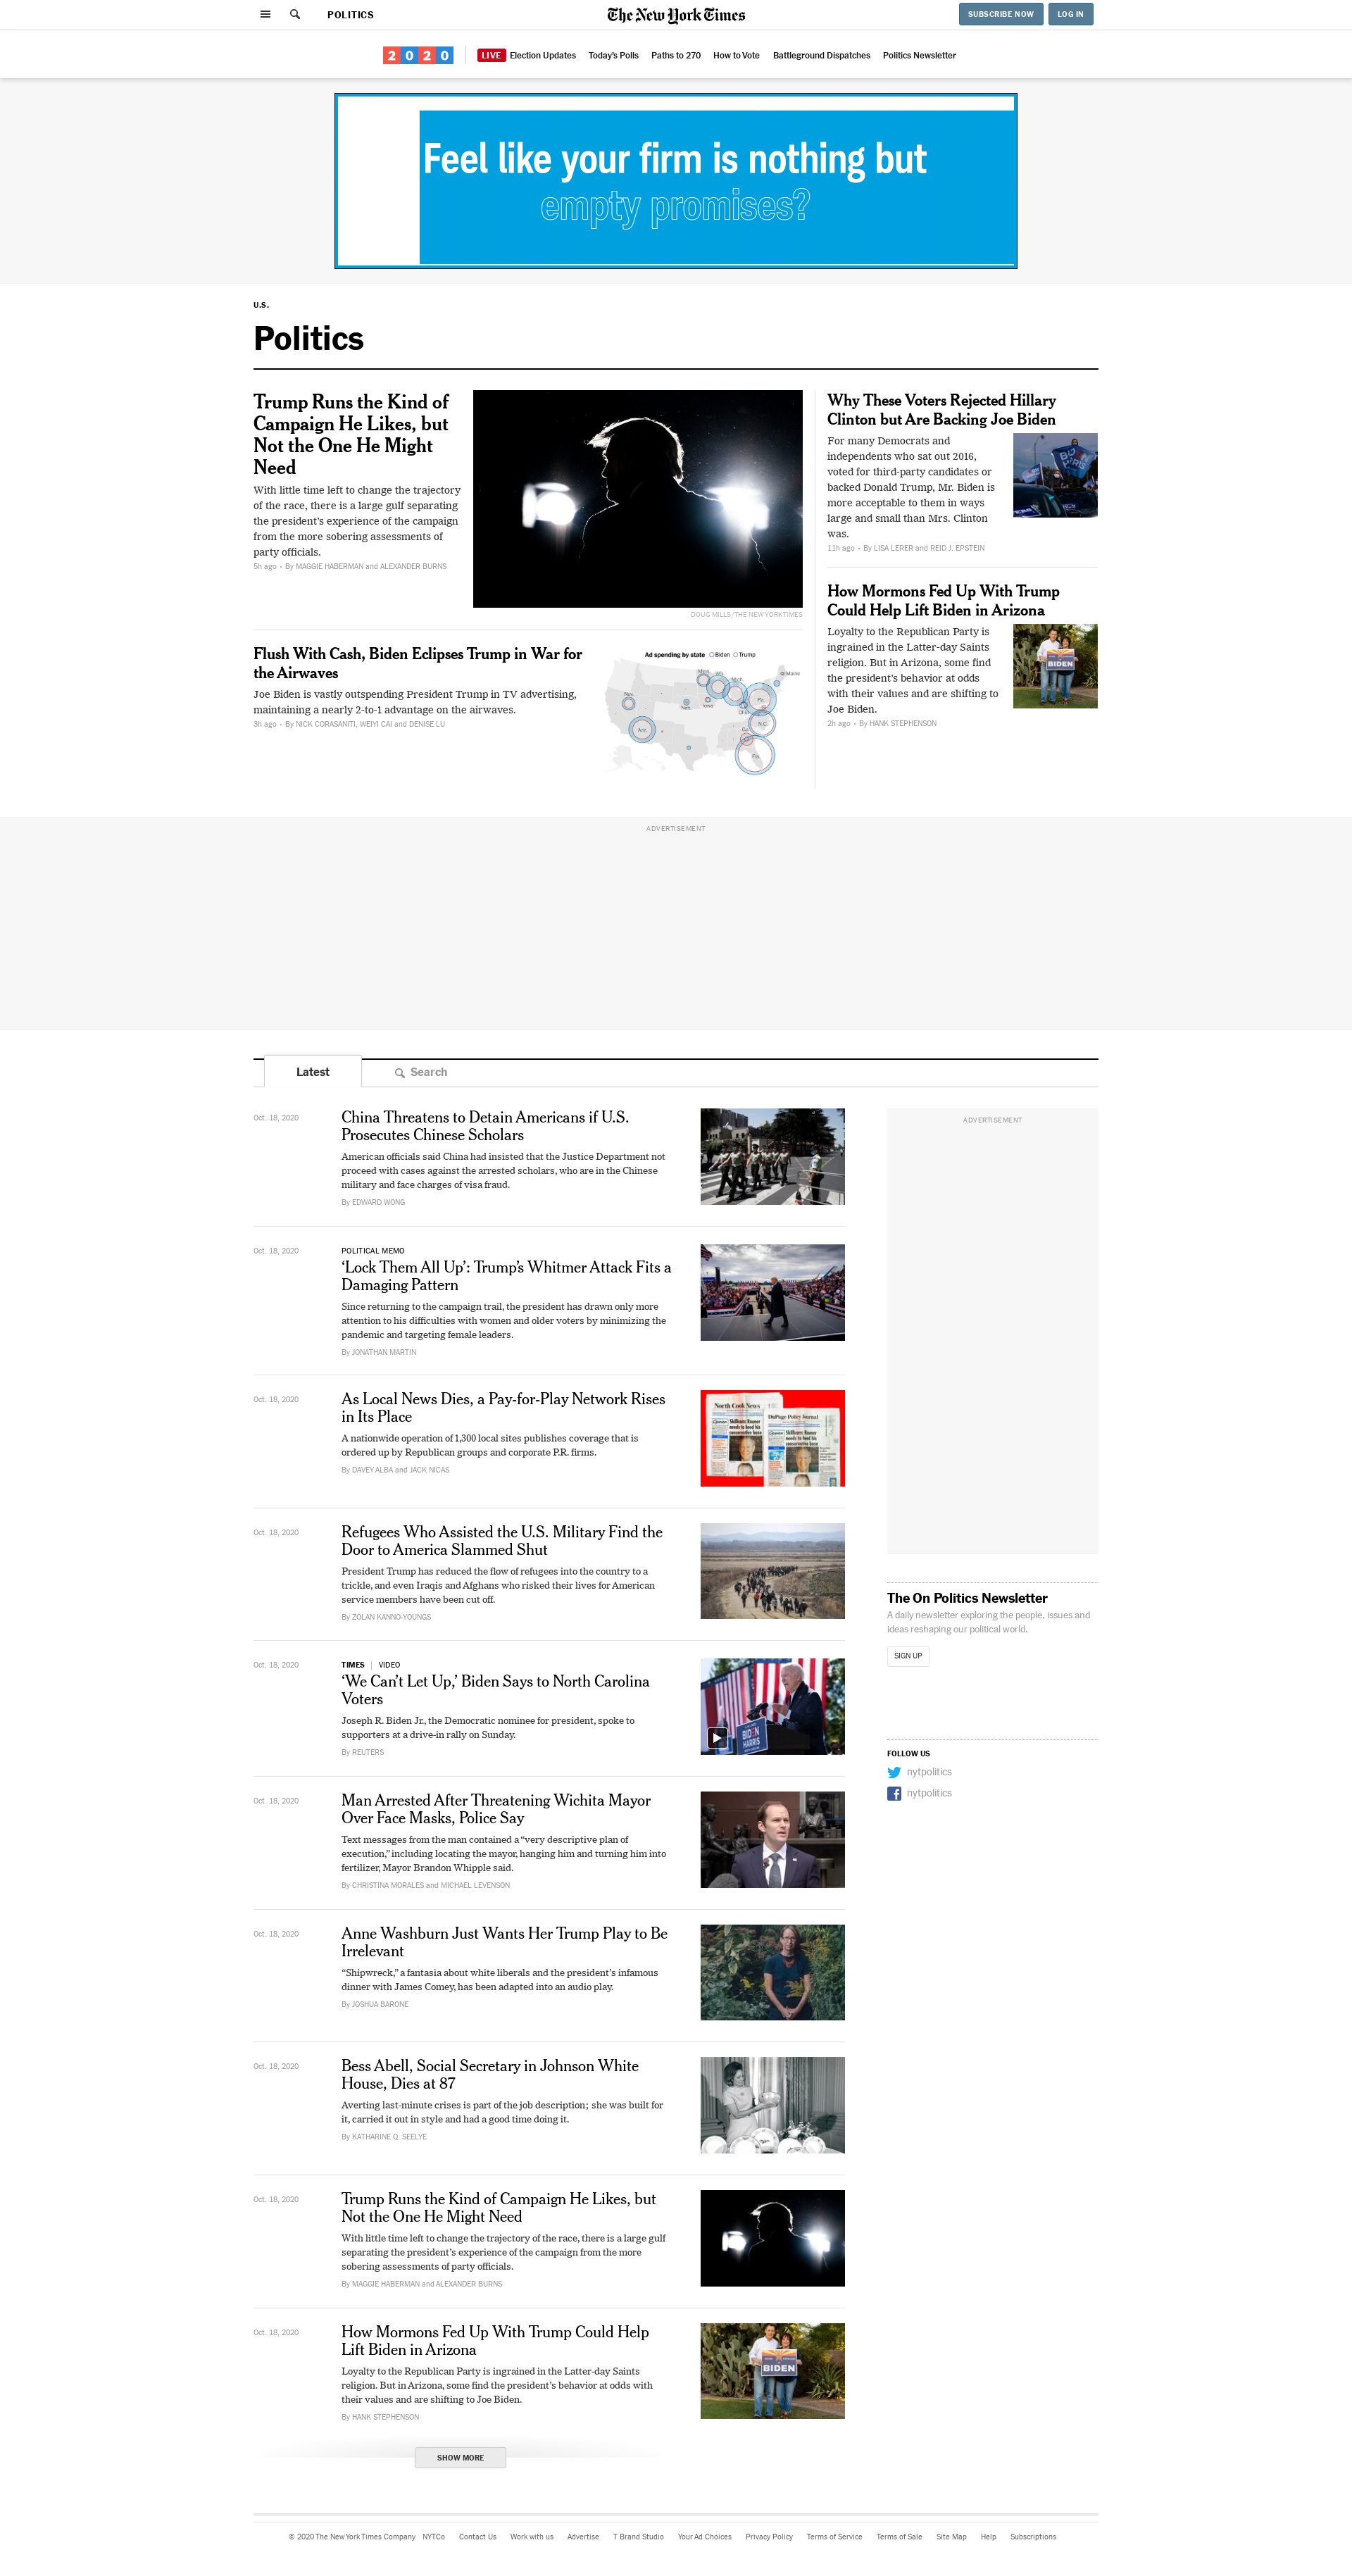 POLITICS
The New York Times
SUBSCRIBE NOW
LOG IN
2020
LIVE Election Updates
Today's Polls
Paths to 270
How to Vote
Battleground Dispatches
Politics Newsletter
Feel like your firm is nothing but
empty promises?
U.S.
Politics
Trump Runs the Kind of
Campaign He Likes, but
Not the One He Might
Need
With little time left to change the trajectory
of the race, there is a large gulf separating
the president's experience of the campaign
from the more sobering assessments of
party officials.
5h ago • By MAGGIE HABERMAN and ALEXANDER BURNS
DOUG MILLS/THE NEW YORK TIMES
Flush With Cash, Biden Eclipses Trump in War for
the Airwaves
Joe Biden is vastly outspending President Trump in TV advertising,
maintaining a nearly 2-to-1 advantage on the airwaves.
3h ago • By NICK CORASANITI, WEIYI CAI and DENISE LU
Ad spending by state Biden Trump
Minn.
Wis.
Mich.
Maine
Nev.
Neb.
Iowa
Pa.
Ohio
N.C.
Ariz.
Ga.
Fla.
Why These Voters Rejected Hillary
Clinton but Are Backing Joe Biden
For many Democrats and
independents who sat out 2016,
voted for third-party candidates or
backed Donald Trump, Mr. Biden is
more acceptable to them in ways
large and small than Mrs. Clinton
was.
11h ago • By LISA LERER and REID J. EPSTEIN
How Mormons Fed Up With Trump
Could Help Lift Biden in Arizona
Loyalty to the Republican Party is
ingrained in the Latter-day Saints
religion. But in Arizona, some find
the president's behavior at odds
with their values and are shifting to
Joe Biden.
2h ago • By HANK STEPHENSON
BIDEN
ADVERTISEMENT
Latest
Search
Oct. 18, 2020
China Threatens to Detain Americans if U.S.
Prosecutes Chinese Scholars
American officials said China had insisted that the Justice Department not
proceed with cases against the arrested scholars, who are in the Chinese
military and face charges of visa fraud.
By EDWARD WONG
ADVERTISEMENT
Oct. 18, 2020
POLITICAL MEMO
‘Lock Them All Up’: Trump’s Whitmer Attack Fits a
Damaging Pattern
Since returning to the campaign trail, the president has drawn only more
attention to his difficulties with women and older voters by minimizing the
pandemic and targeting female leaders.
By JONATHAN MARTIN
Oct. 18, 2020
As Local News Dies, a Pay-for-Play Network Rises
in Its Place
A nationwide operation of 1,300 local sites publishes coverage that is
ordered up by Republican groups and corporate P.R. firms.
By DAVEY ALBA and JACK NICAS
North Cook News
DuPage Policy Journal
Oct. 18, 2020
Refugees Who Assisted the U.S. Military Find the
Door to America Slammed Shut
President Trump has reduced the flow of refugees into the country to a
trickle, and even Iraqis and Afghans who risked their lives for American
service members have been cut off.
By ZOLAN KANNO-YOUNGS
The On Politics Newsletter
A daily newsletter exploring the people, issues and
ideas reshaping our political world.
SIGN UP
Oct. 18, 2020
TIMES | VIDEO
‘We Can’t Let Up,’ Biden Says to North Carolina
Voters
Joseph R. Biden Jr., the Democratic nominee for president, spoke to
supporters at a drive-in rally on Sunday.
By REUTERS
BIDEN
HARRIS
FOLLOW US
nytpolitics
nytpolitics
Oct. 18, 2020
Man Arrested After Threatening Wichita Mayor
Over Face Masks, Police Say
Text messages from the man contained a “very descriptive plan of
execution,” including locating the mayor, hanging him and turning him into
fertilizer, Mayor Brandon Whipple said.
By CHRISTINA MORALES and MICHAEL LEVENSON
Oct. 18, 2020
Anne Washburn Just Wants Her Trump Play to Be
Irrelevant
“Shipwreck,” a fantasia about white liberals and the president’s infamous
dinner with James Comey, has been adapted into an audio play.
By JOSHUA BARONE
Oct. 18, 2020
Bess Abell, Social Secretary in Johnson White
House, Dies at 87
Averting last-minute crises is part of the job description; she was built for
it, carried it out in style and had a good time doing it.
By KATHARINE Q. SEELYE
Oct. 18, 2020
Trump Runs the Kind of Campaign He Likes, but
Not the One He Might Need
With little time left to change the trajectory of the race, there is a large gulf
separating the president’s experience of the campaign from the more
sobering assessments of party officials.
By MAGGIE HABERMAN and ALEXANDER BURNS
Oct. 18, 2020
How Mormons Fed Up With Trump Could Help
Lift Biden in Arizona
Loyalty to the Republican Party is ingrained in the Latter-day Saints
religion. But in Arizona, some find the president’s behavior at odds with
their values and are shifting to Joe Biden.
By HANK STEPHENSON
BIDEN
SHOW MORE
© 2020 The New York Times Company
NYTCo
Contact Us
Work with us
Advertise
T Brand Studio
Your Ad Choices
Privacy Policy
Terms of Service
Terms of Sale
Site Map
Help
Subscriptions